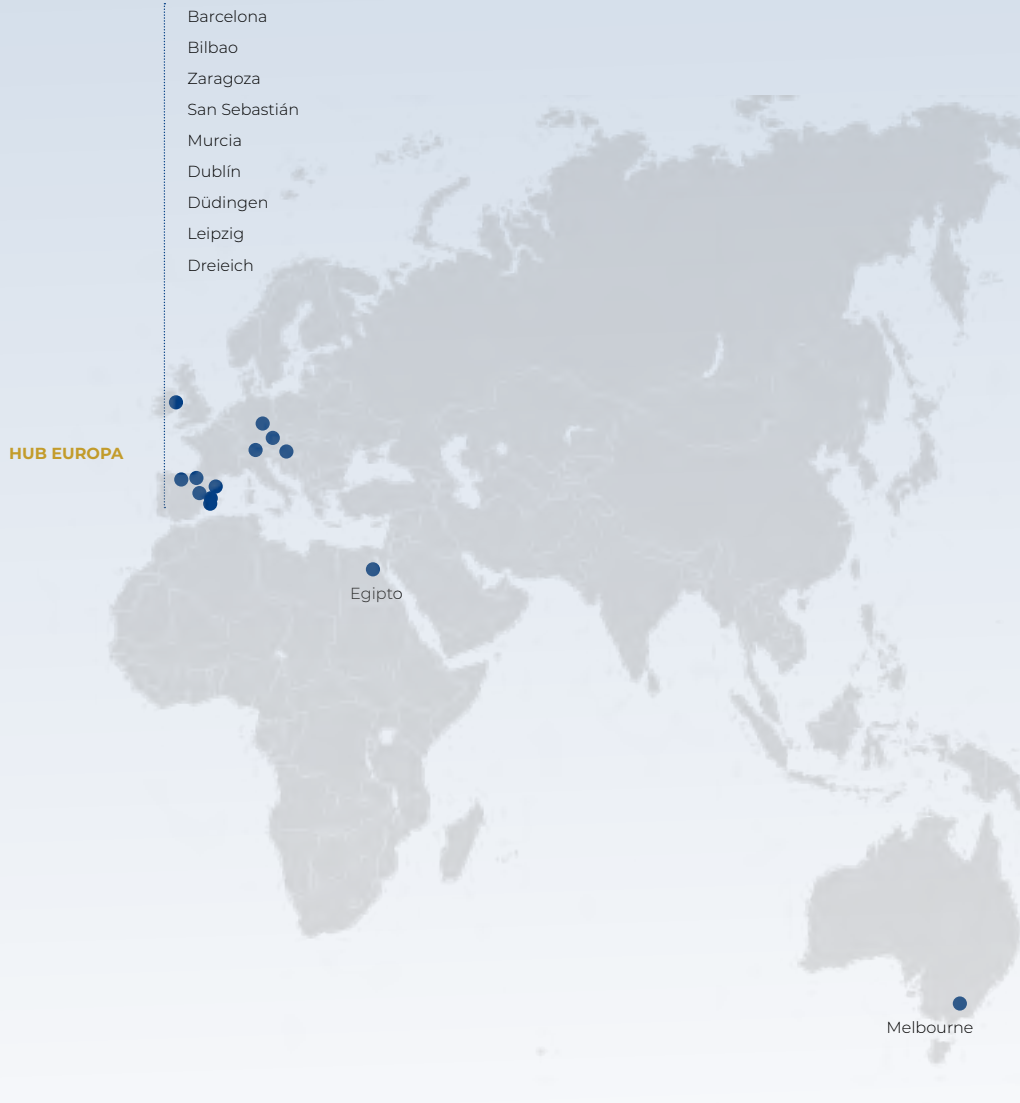 Barcelona
Bilbao
Zaragoza
San Sebastián
Murcia
Dublín
Düdingen
Leipzig
Dreieich
HUB EUROPA
Egipto
Melbourne